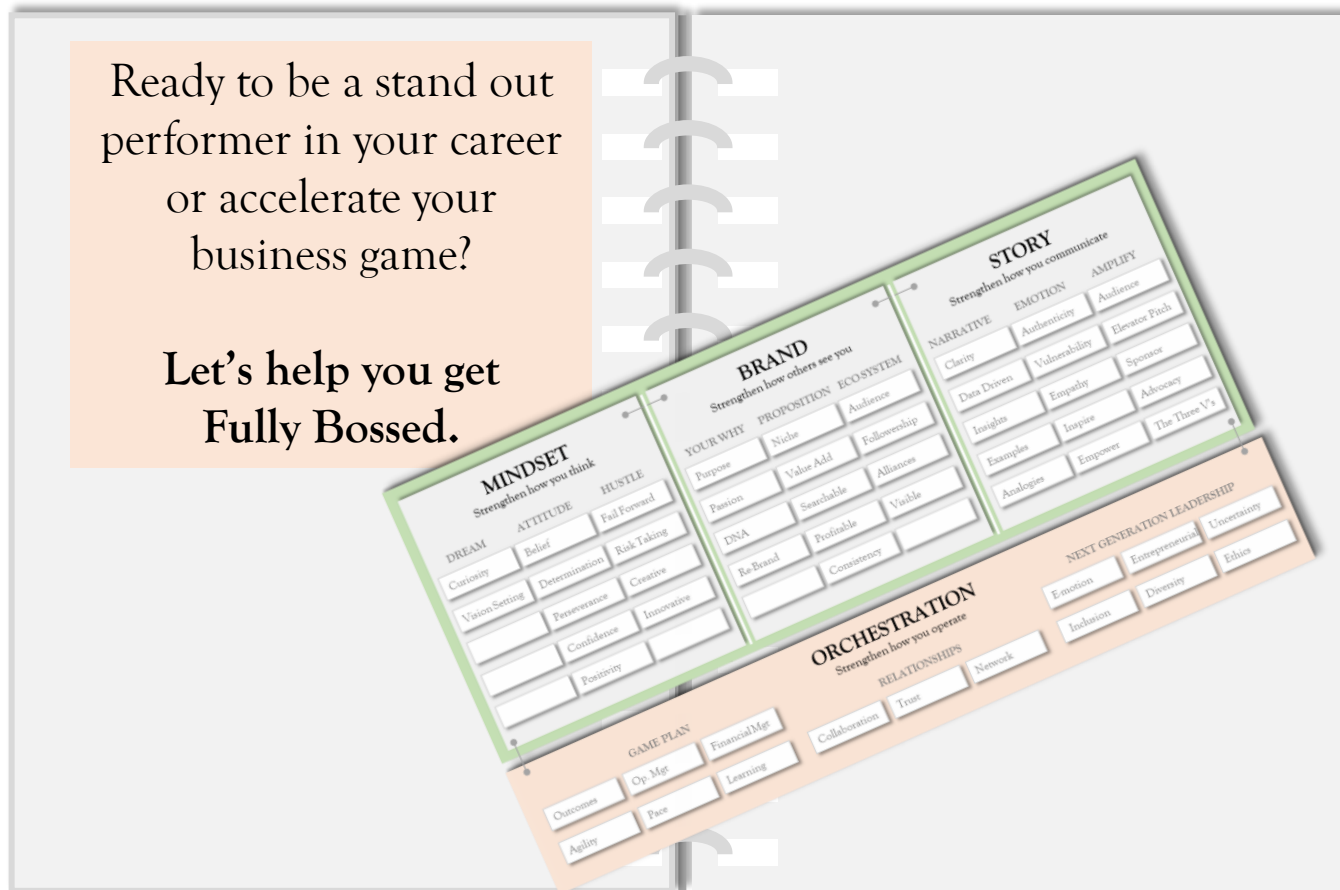 Ready to be a stand out
performer in your career
or accelerate your
business game?
Let's help you get
Fully Bossed.
MINDSET
Strengthen how you think
DREAM
Curiosity
Vision Setting
ATTITUDE
Belief
Determination
Perseverance
Confidence
Positivity
HUSTLE
Fail Forward
Risk Taking
Creative
Innovative
BRAND
Strengthen how others see you
YOUR WHY
Purpose
Passion
DNA
Re-Brand
PROPOSITION
Niche
Value Add
Searchable
Profitable
Consistency
ECO-SYSTEM
Audience
Followership
Alliances
Visible
STORY
Strengthen how you communicate
NARRATIVE
Clarity
Data Driven
Insights
Examples
Analogies
EMOTION
Authenticity
Vulnerability
Empathy
Inspire
Empower
AMPLIFY
Audience
Elevator Pitch
Sponsor
Advocacy
The Three V's
ORCHESTRATION
Strengthen how you operate
GAME PLAN
Outcomes
Op. Mgt
Financial Mgt
Agility
Pace
Learning
RELATIONSHIPS
Collaboration
Trust
Network
NEXT GENERATION LEADERSHIP
E-motion
Entrepreneurial
Uncertainty
Inclusion
Diversity
Ethics